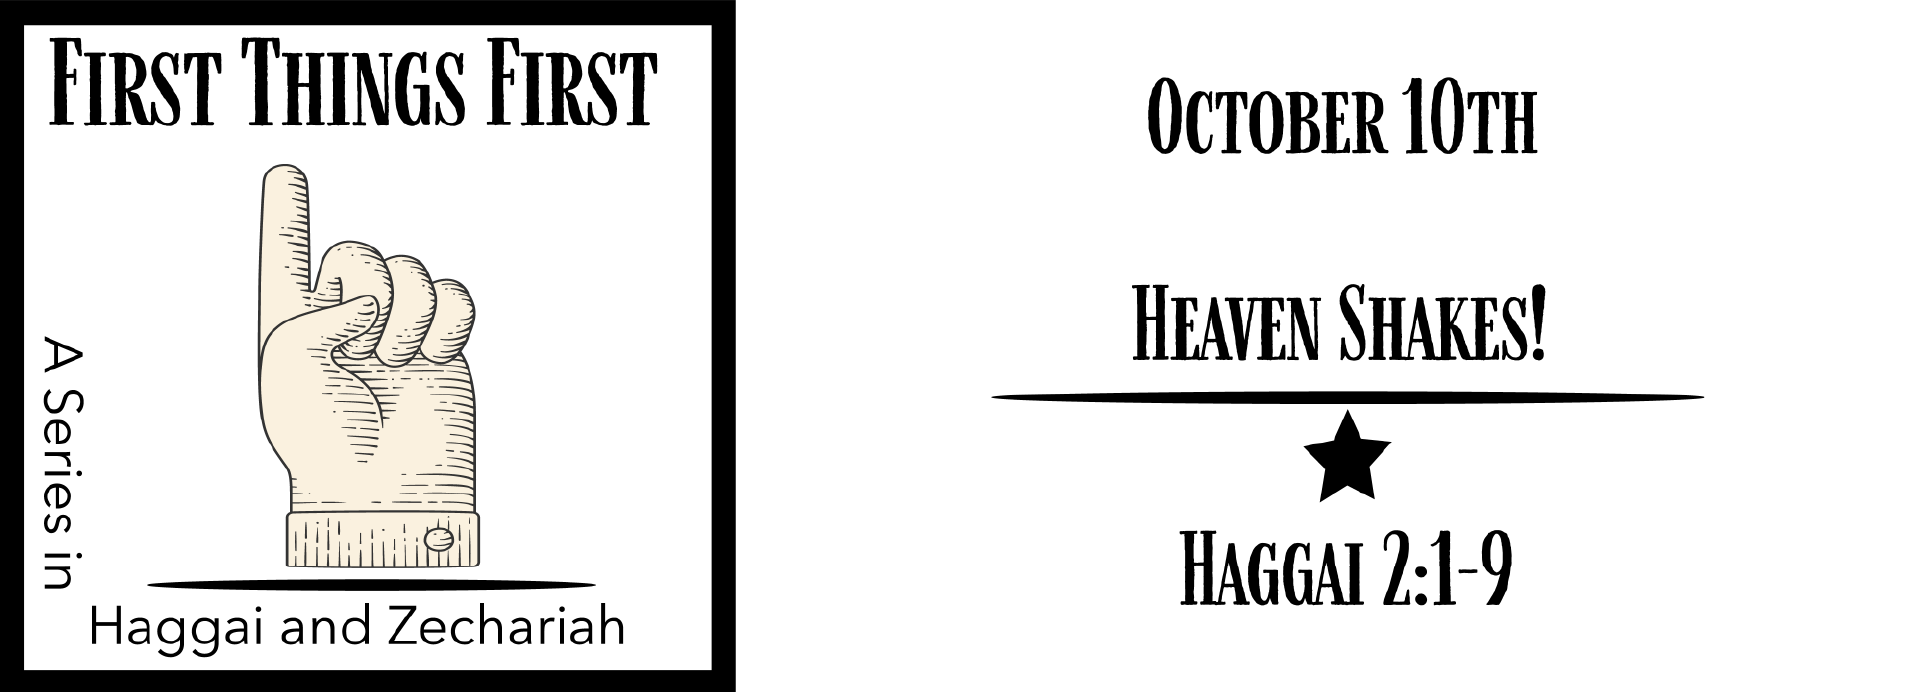 First Things First
A Series in
Haggai and Zechariah
October 10th
Heaven Shakes!
Haggai 2:1-9